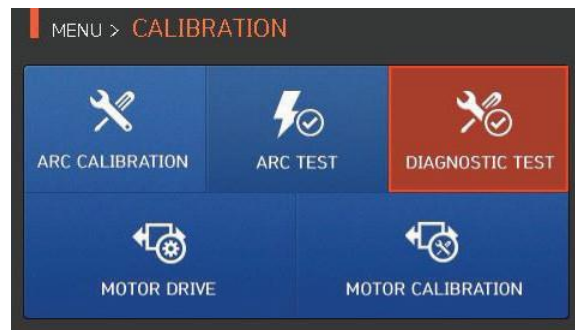 MENU > CALIBRATION
ARC CALIBRATION
ARC TEST
DIAGNOSTIC TEST
MOTOR DRIVE
MOTOR CALIBRATION